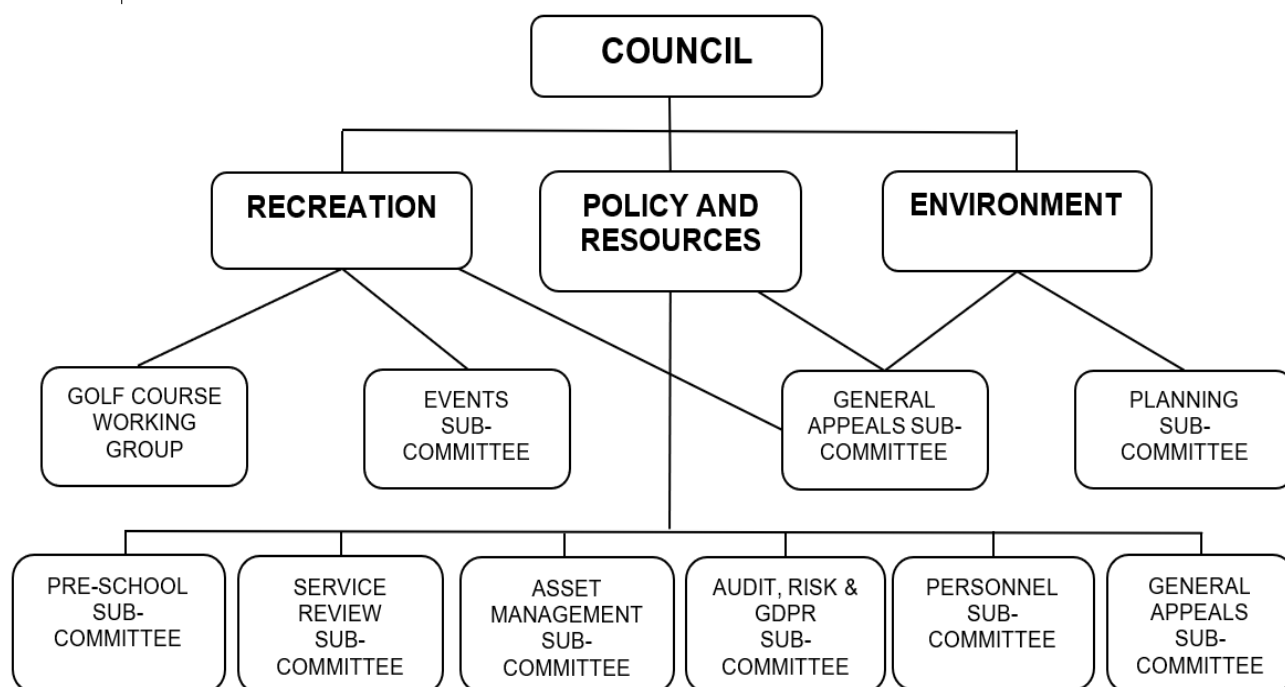 COUNCIL
RECREATION
POLICY AND
RESOURCES
ENVIRONMENT
GOLF COURSE
WORKING
GROUP
EVENTS
SUB-
COMMITTEE
GENERAL
APPEALS SUB-
COMMITTEE
PLANNING
SUB-
COMMITTEE
PRE-SCHOOL
SUB-
COMMITTEE
SERVICE
REVIEW
SUB-
COMMITTEE
ASSET
MANAGEMENT
SUB-
COMMITTEE
AUDIT, RISK &
GDPR
SUB-
COMMITTEE
PERSONNEL
SUB-
COMMITTEE
GENERAL
APPEALS
SUB-
COMMITTEE